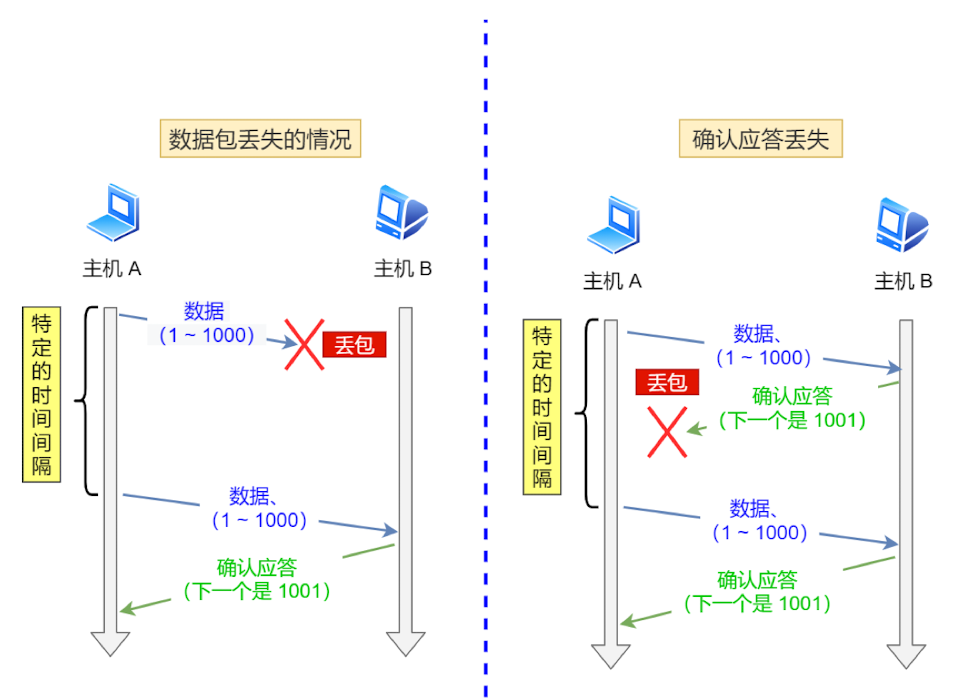 数据包丢失的情况
主机 A
主机 B
特定的时间间隔
数据
（1 ~ 1000）
丢包
数据、
（1 ~ 1000）
确认应答
（下一个是 1001）
确认应答丢失
主机 A
主机 B
特定的时间间隔
数据、
（1 ~ 1000）
丢包
确认应答
（下一个是 1001）
数据、
（1 ~ 1000）
确认应答
（下一个是 1001）